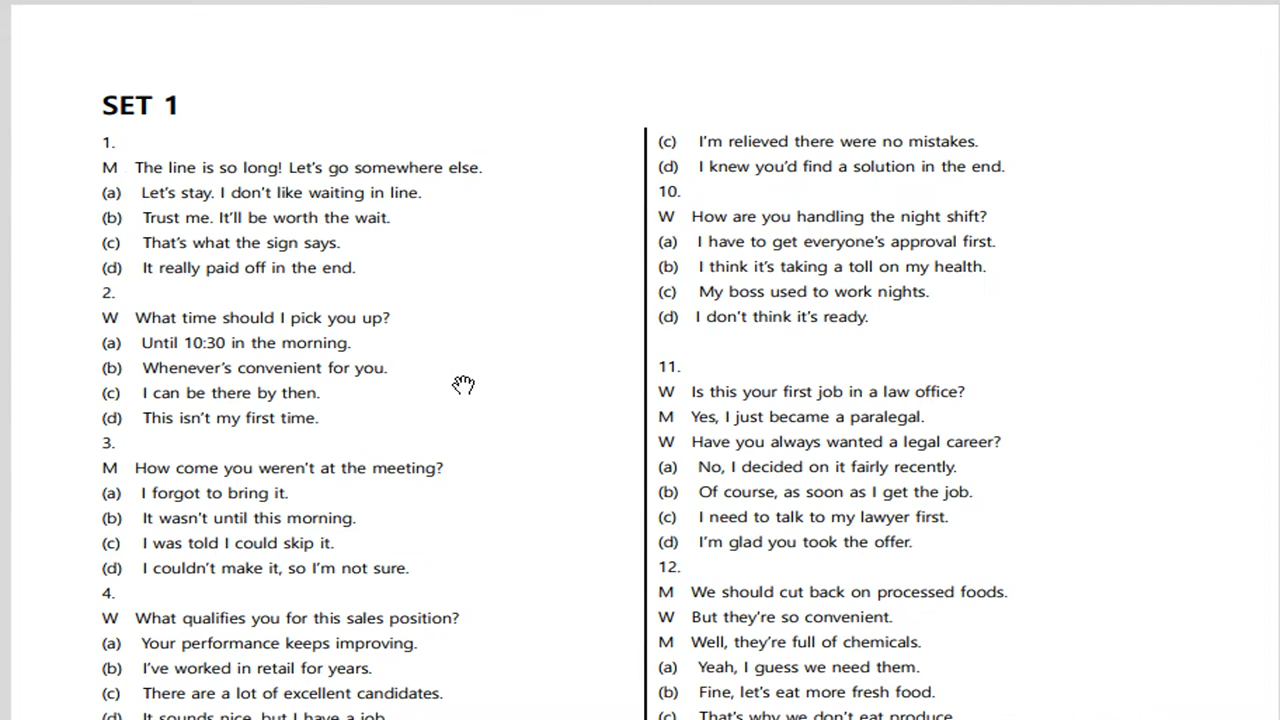 SET 1
1.
M The line is so long! Let's go somewhere else.
(a) Let's stay. I don't like waiting in line.
(b) Trust me. It'll be worth the wait.
(c) That's what the sign says.
(d) It really paid off in the end.
2.
W What time should I pick you up?
(a) Until 10:30 in the morning.
(b) Whenever's convenient for you.
(c) I can be there by then.
(d) This isn't my first time.
3.
M How come you weren't at the meeting?
(a) I forgot to bring it.
(b) It wasn't until this morning.
(c) I was told I could skip it.
(d) I couldn't make it, so I'm not sure.
4.
W What qualifies you for this sales position?
(a) Your performance keeps improving.
(b) I've worked in retail for years.
(c) There are a lot of excellent candidates.
(d) It sounds nice, but I have a job.
(c) I'm relieved there were no mistakes.
(d) I knew you'd find a solution in the end.
10.
W How are you handling the night shift?
(a) I have to get everyone's approval first.
(b) I think it's taking a toll on my health.
(c) My boss used to work nights.
(d) I don't think it's ready.
11.
W Is this your first job in a law office?
M Yes, I just became a paralegal.
W Have you always wanted a legal career?
(a) No, I decided on it fairly recently.
(b) Of course, as soon as I get the job.
(c) I need to talk to my lawyer first.
(d) I'm glad you took the offer.
12.
M We should cut back on processed foods.
W But they're so convenient.
M Well, they're full of chemicals.
(a) Yeah, I guess we need them.
(b) Fine, let's eat more fresh food.
(c) That's why we don't eat produce.